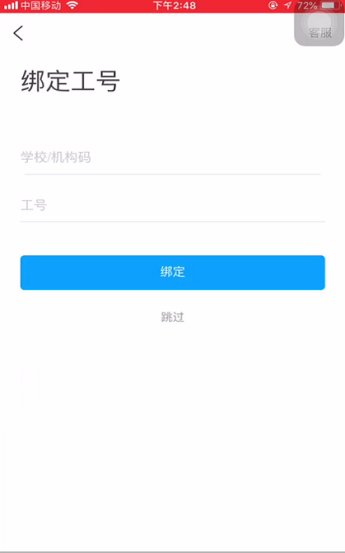 中国移动 下午2:48 72%
客服
绑定工号
学校/机构码
工号
绑定
跳过